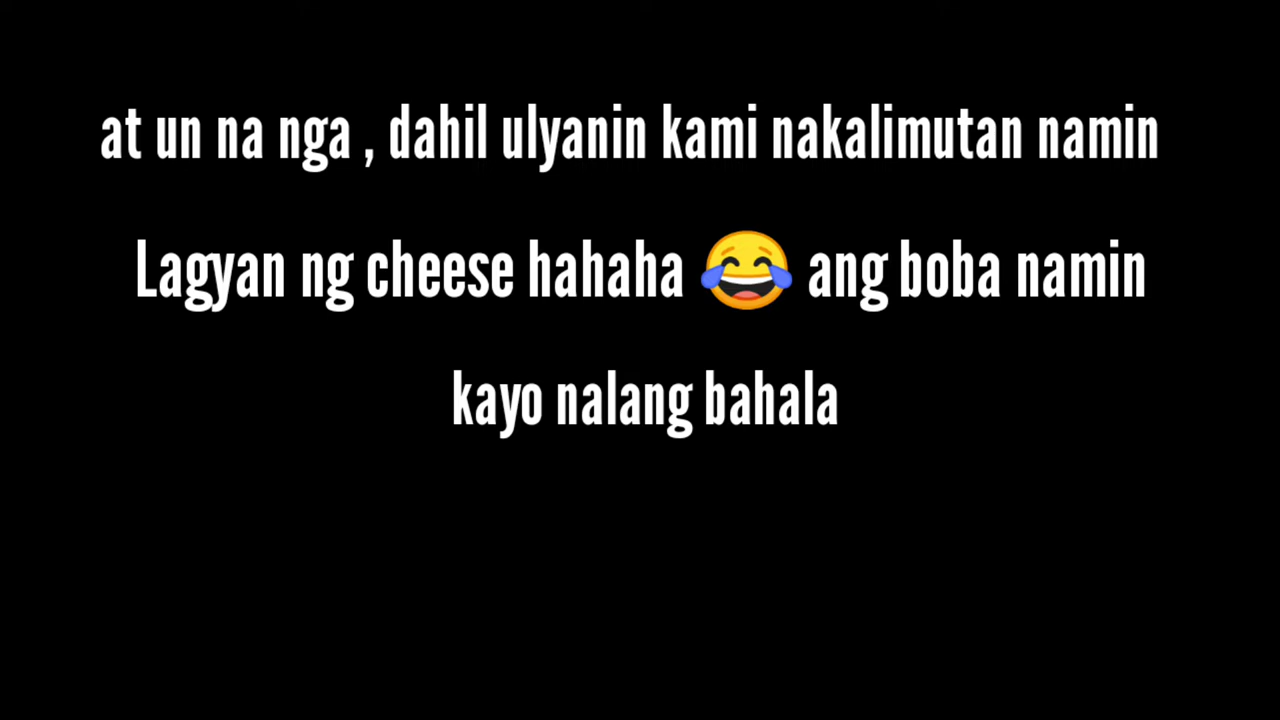 at un na nga , dahil ulyanin kami nakalimutan namin
Lagyan ng cheese hahaha 😂 ang boba namin
kayo nalang bahala